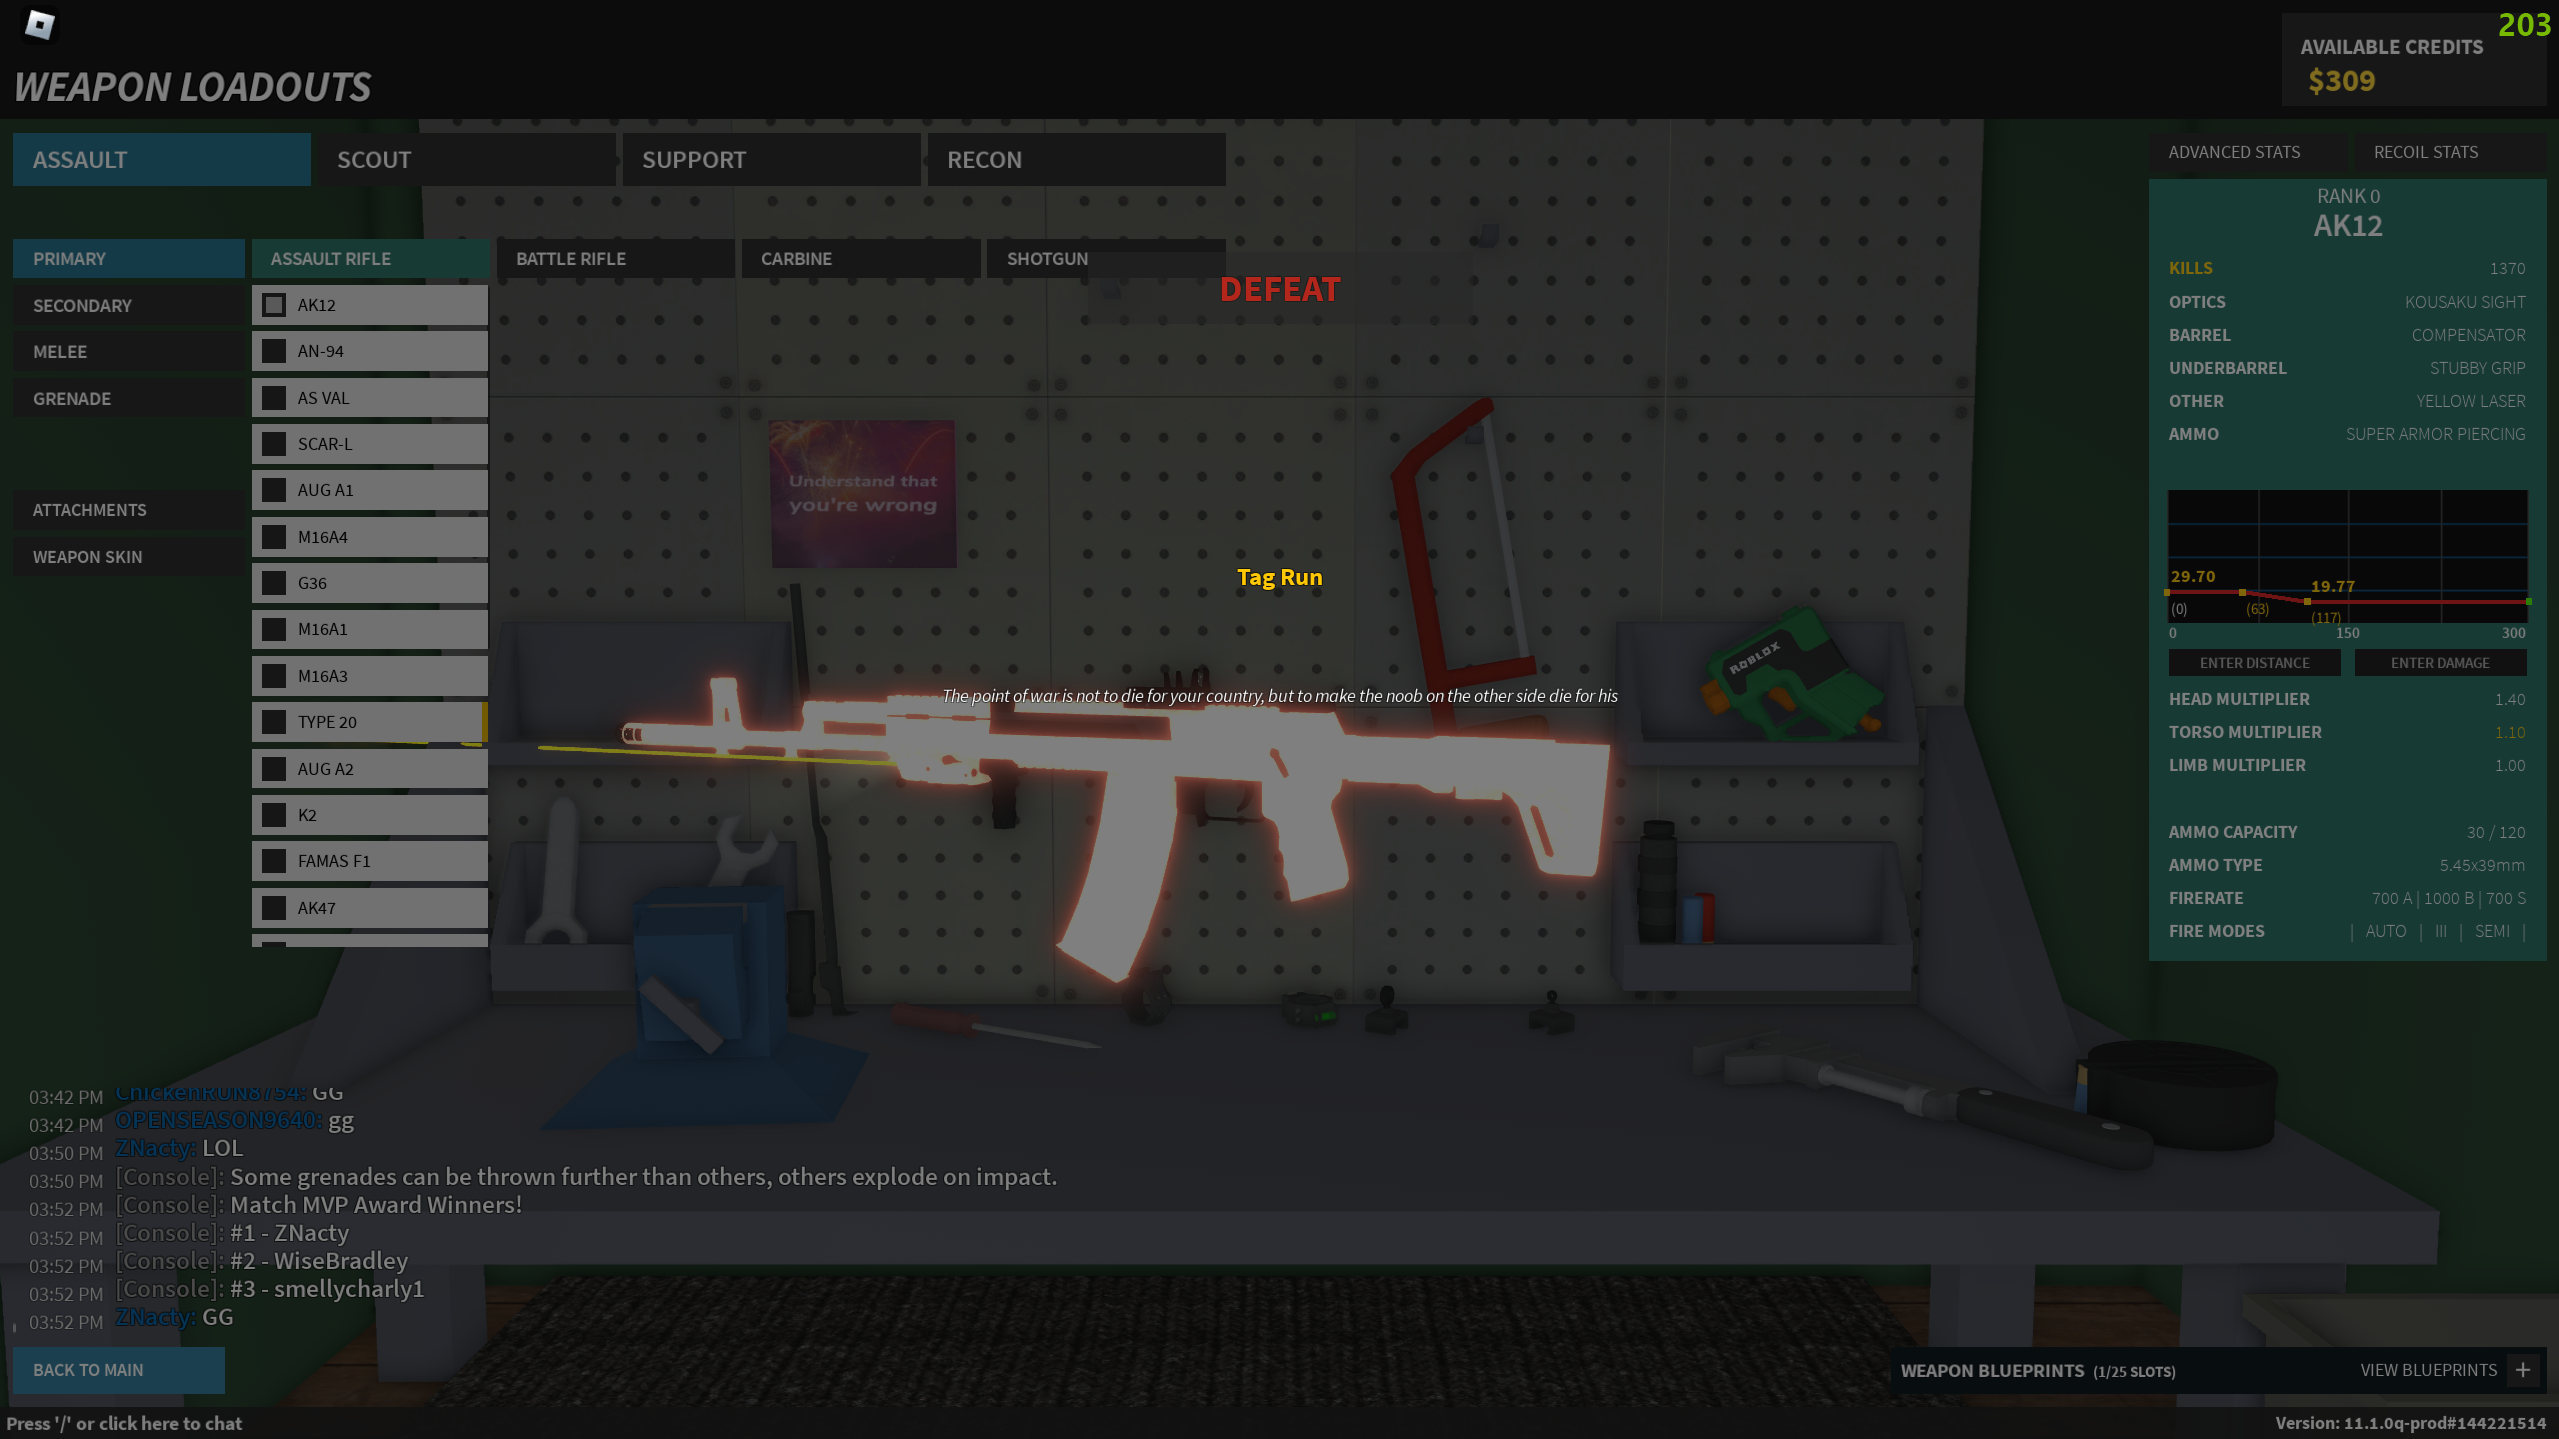 203
AVAILABLE CREDITS
$309
WEAPON LOADOUTS
ASSAULT
SCOUT
SUPPORT
RECON
ADVANCED STATS
RECOIL STATS
PRIMARY
SECONDARY
MELEE
GRENADE
ATTACHMENTS
WEAPON SKIN
ASSAULT RIFLE
BATTLE RIFLE
CARBINE
SHOTGUN
AK12
AN-94
AS VAL
SCAR-L
AUG A1
M16A4
G36
M16A1
M16A3
TYPE 20
AUG A2
K2
FAMAS F1
AK47
DEFEAT
Understand that
you're wrong
Tag Run
The point of war is not to die for your country, but to make the noob on the other side die for his
ROBLOX
RANK 0
AK12
KILLS 1370
OPTICS KOUSAKU SIGHT
BARREL COMPENSATOR
UNDERBARREL STUBBY GRIP
OTHER YELLOW LASER
AMMO SUPER ARMOR PIERCING
29.70
19.77
(0)
(63)
(117)
0 150 300
ENTER DISTANCE
ENTER DAMAGE
HEAD MULTIPLIER 1.40
TORSO MULTIPLIER 1.10
LIMB MULTIPLIER 1.00
AMMO CAPACITY 30 / 120
AMMO TYPE 5.45x39mm
FIRERATE 700 A | 1000 B | 700 S
FIRE MODES | AUTO | III | SEMI |
03:42 PM ChickenRUN8754: GG
03:42 PM OPENSEASON9640: gg
03:50 PM ZNacty: LOL
03:50 PM [Console]: Some grenades can be thrown further than others, others explode on impact.
03:52 PM [Console]: Match MVP Award Winners!
03:52 PM [Console]: #1 - ZNacty
03:52 PM [Console]: #2 - WiseBradley
03:52 PM [Console]: #3 - smellycharly1
03:52 PM ZNacty: GG
BACK TO MAIN
WEAPON BLUEPRINTS (1/25 SLOTS)
VIEW BLUEPRINTS +
Press '/' or click here to chat
Version: 11.1.0q-prod#144221514